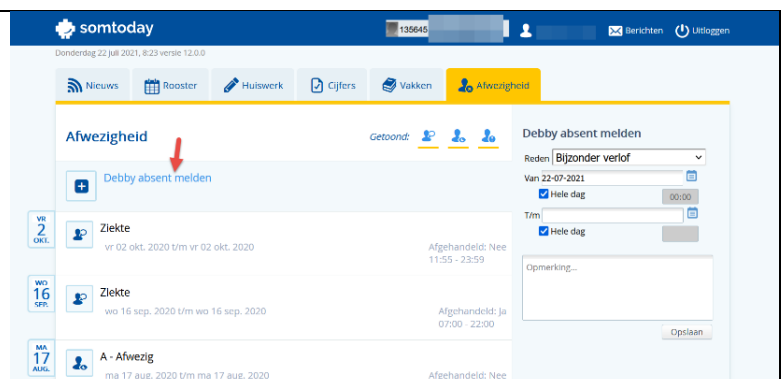 somtoday
135645
Berichten
Uitloggen
Donderdag 22 juli 2021, 8:23 versie 12.0.0
Nieuws
Rooster
Huiswerk
Cijfers
Vakken
Afwezigheid
Afwezigheid
Getoond:
Debby absent melden
VR
2
OKT.
Ziekte
vr 02 okt. 2020 t/m vr 02 okt. 2020
Afgehandeld: Nee
11:55 - 23:59
WO
16
SEP.
Ziekte
wo 16 sep. 2020 t/m wo 16 sep. 2020
Afgehandeld: Ja
07:00 - 22:00
MA
17
AUG.
A - Afwezig
ma 17 aug. 2020 t/m ma 17 aug. 2020
Afgehandeld: Nee
Debby absent melden
Reden Bijzonder verlof
Van 22-07-2021
Hele dag
00:00
T/m
Hele dag
Opmerking...
Opslaan